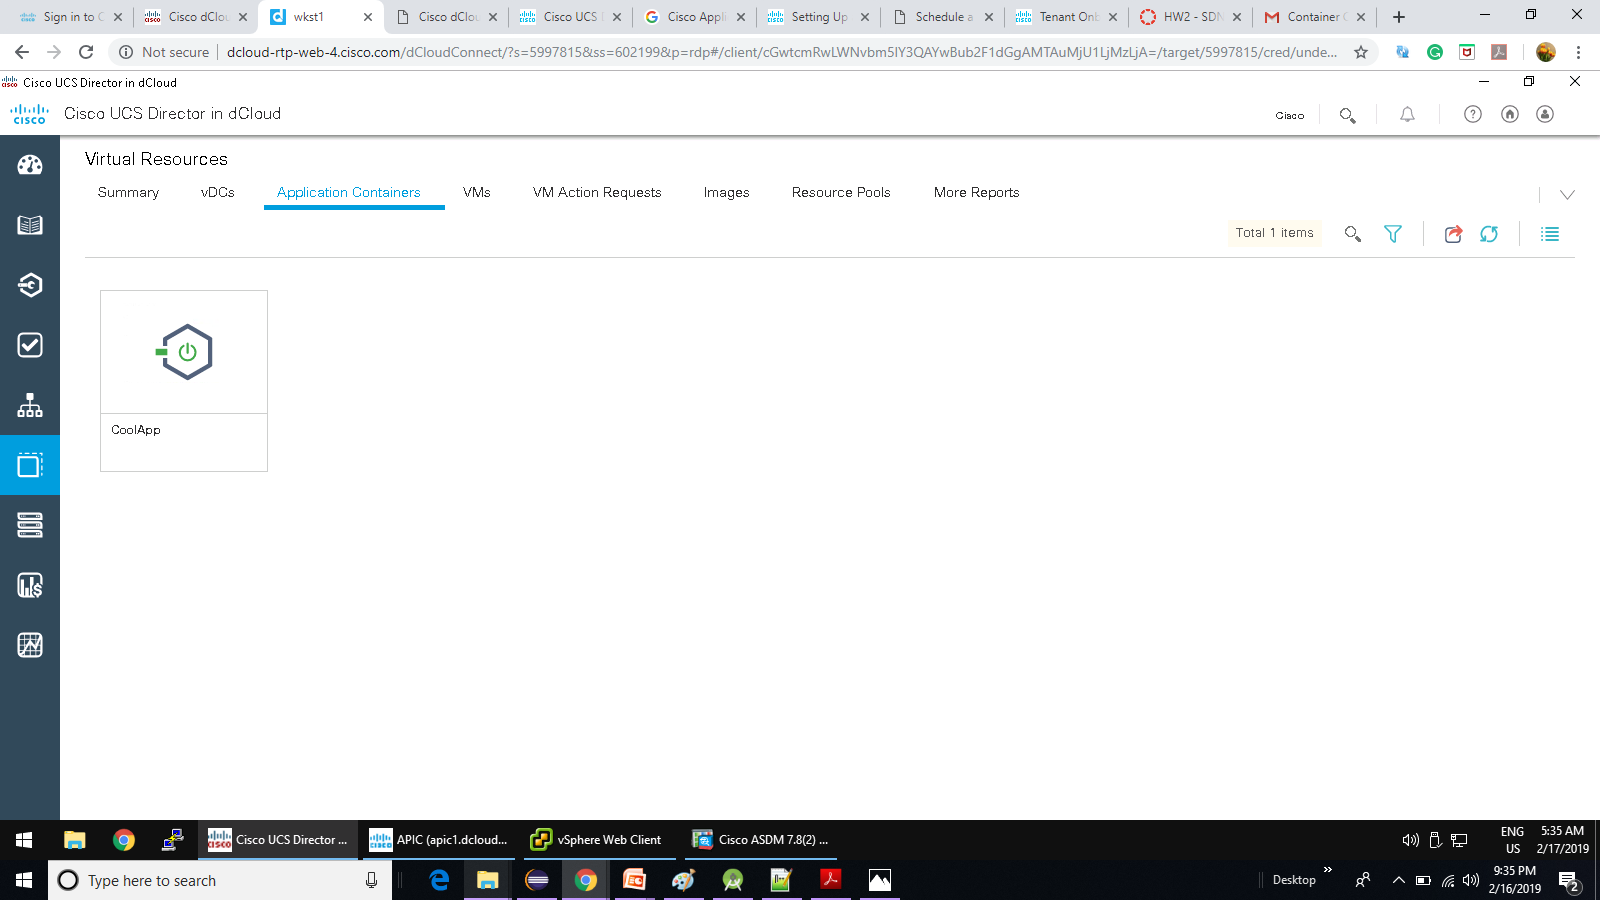 Sign in to C
Cisco dClou
wkst1
Cisco dClou
Cisco UCS
Cisco Appli
Setting Up
Schedule a
Tenant Onb
HW2 - SDN
Container C
Not secure
dcloud-rtp-web-4.cisco.com/dCloudConnect/?s=5997815&ss=602199&p=rdp#/client/cGwtcmRwLWNvbm5lY3QAYwBub2F1dGgAMTAuMjU1LjMzLjA=/target/5997815/cred/unde...
Cisco UCS Director in dCloud
cisco
Cisco UCS Director in dCloud
Cisco
Virtual Resources
Summary
vDCs
Application Containers
VMs
VM Action Requests
Images
Resource Pools
More Reports
Total 1 items
CoolApp
Cisco UCS Director ...
APIC (apic1.dcloud...
vSphere Web Client
Cisco ASDM 7.8(2) ...
ENG
US
5:35 AM
2/17/2019
Type here to search
Desktop
9:35 PM
2/16/2019
2